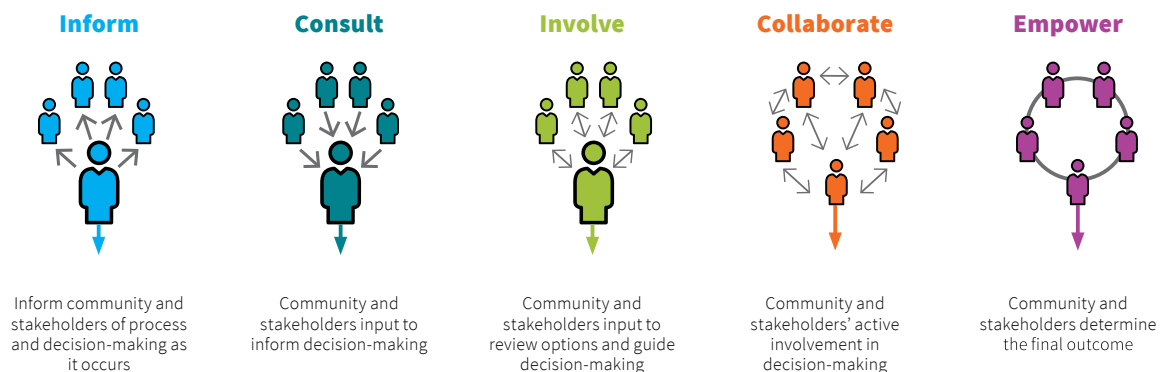 Inform
Consult
Involve
Collaborate
Empower
Inform community and
stakeholders of process
and decision-making as
it occurs
Community and
stakeholders input to
inform decision-making
Community and
stakeholders input to
review options and guide
decision-making
Community and
stakeholders’ active
involvement in
decision-making
Community and
stakeholders determine
the final outcome